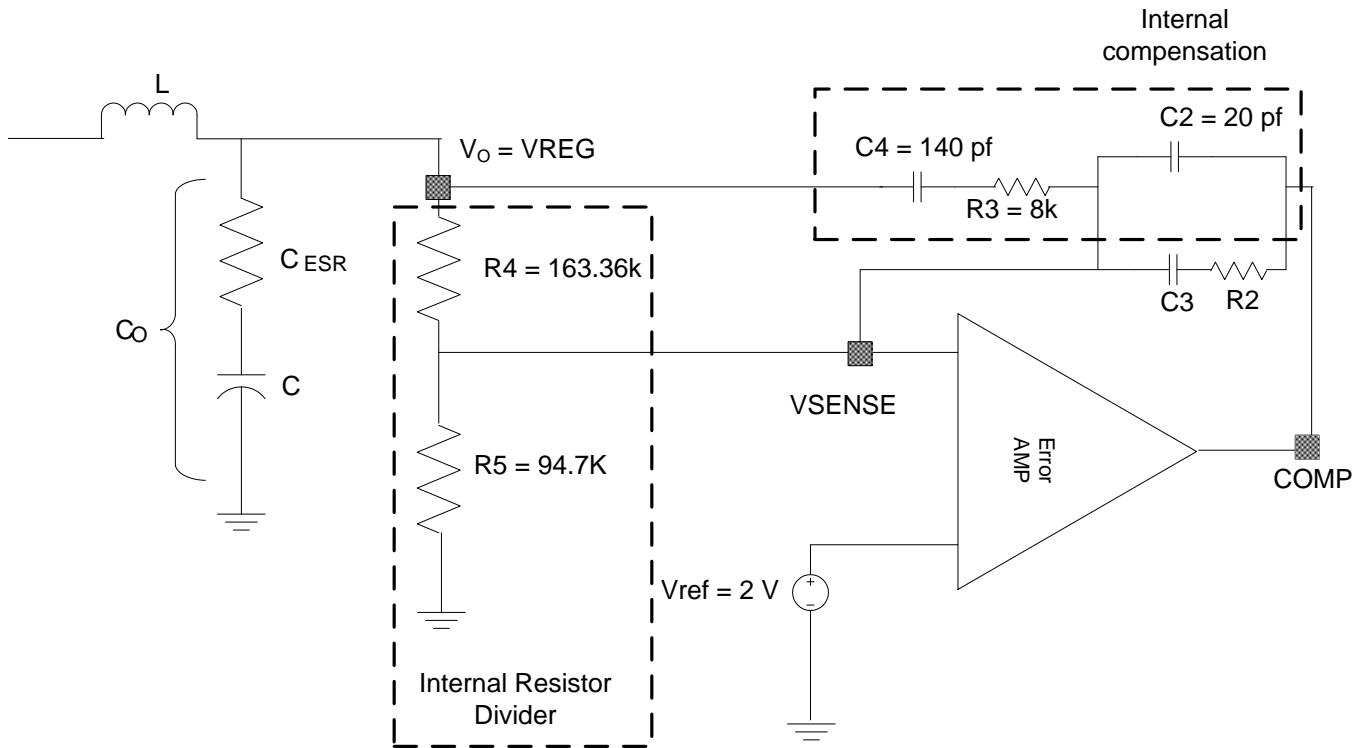 Internal
compensation
L
C2 = 20 pf
C4 = 140 pf
VO = VREG
R3 = 8k
R4 = 163.36k
CESR
C3
R2
CO
C
VSENSE
Error
AMP
COMP
R5 = 94.7K
Vref = 2 V
+
−
Internal Resistor
Divider